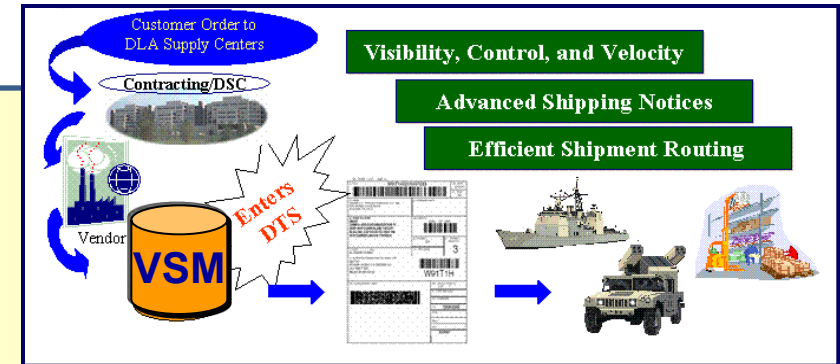 Customer Order to
DLA Supply Centers
Contracting/DSC
Vendor
VSM
Enters
DTS
Visibility, Control, and Velocity
Advanced Shipping Notices
Efficient Shipment Routing
3
W91T1H